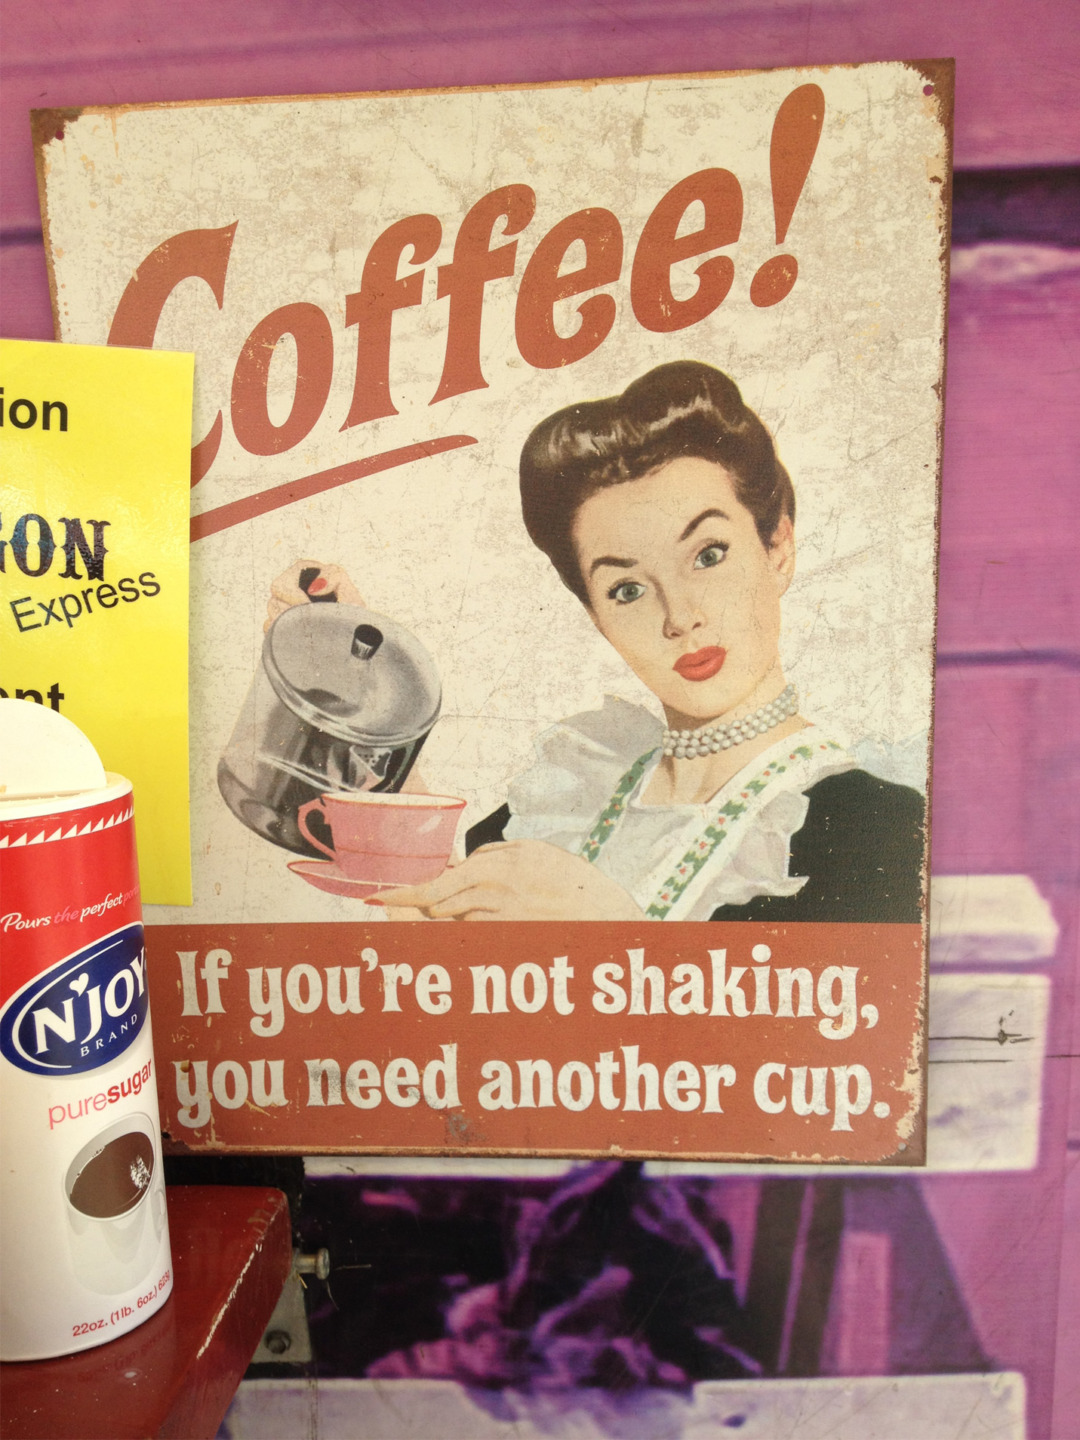 Coffee!
ion
GON
Express
nt
Pours the perfect
N'JOY
BRAND
puresugar
22oz. (1lb. 6oz.)
If you're not shaking,
you need another cup.